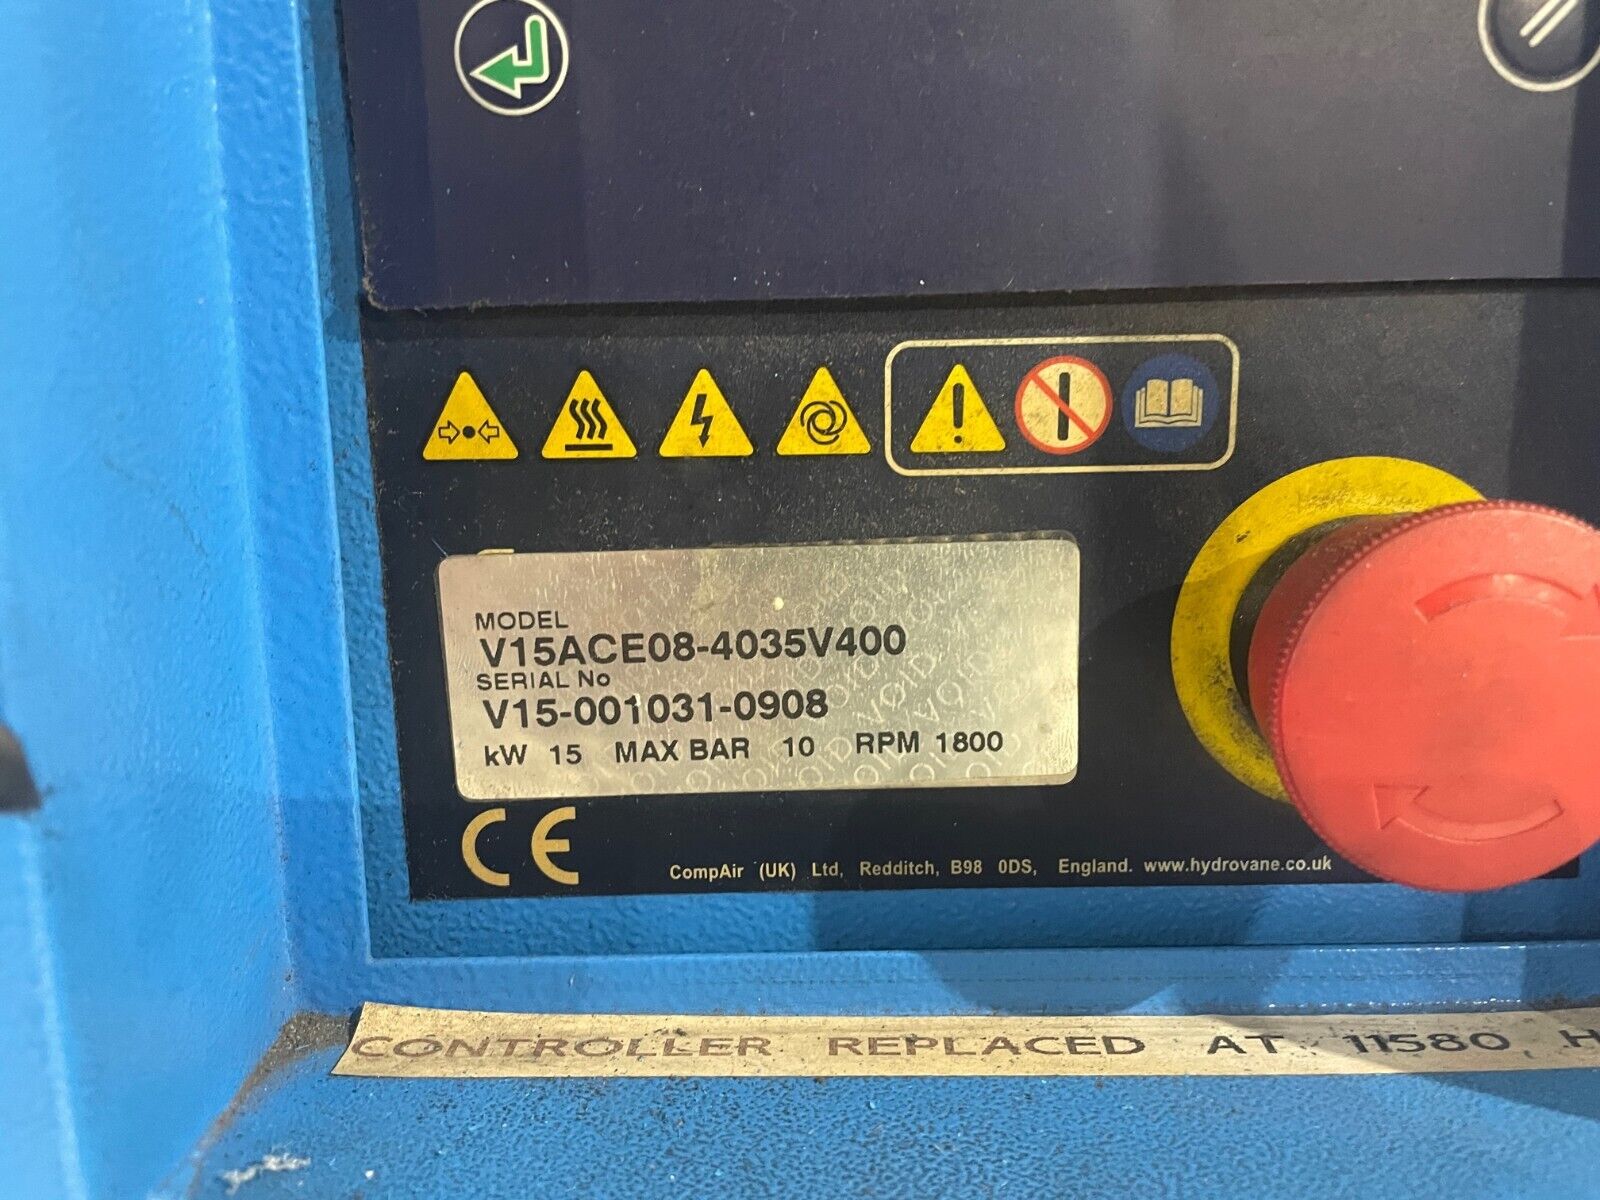 MODEL
V15ACE08-4035V400
SERIAL No
V15-001031-0908
kW 15 MAX BAR 10 RPM 1800
CE
CompAir (UK) Ltd, Redditch, B98 0DS, England. www.hydrovane.co.uk
CONTROLLER REPLACED AT 11580 H